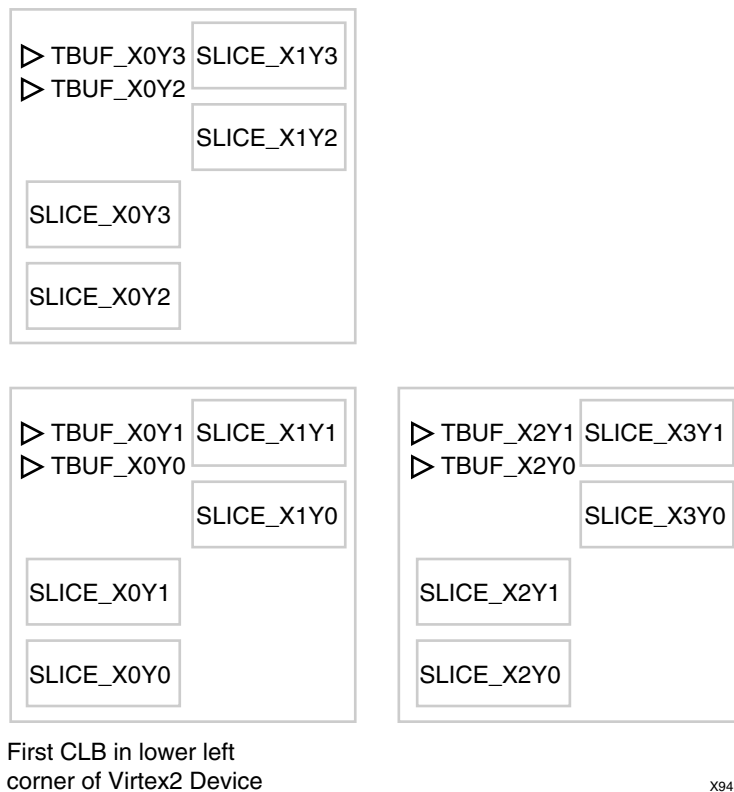 TBUF_X0Y3 SLICE_X1Y3
TBUF_X0Y2
SLICE_X1Y2
SLICE_X0Y3
SLICE_X0Y2
TBUF_X0Y1 SLICE_X1Y1
TBUF_X0Y0
SLICE_X1Y0
SLICE_X0Y1
SLICE_X0Y0
TBUF_X2Y1 SLICE_X3Y1
TBUF_X2Y0
SLICE_X3Y0
SLICE_X2Y1
SLICE_X2Y0
First CLB in lower left
corner of Virtex2 Device
X94